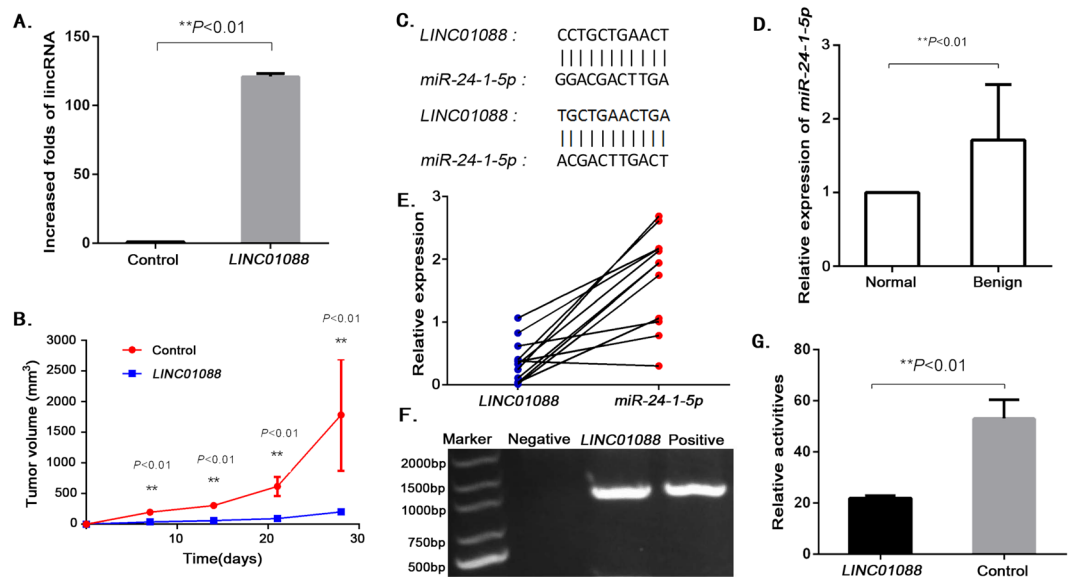 A.
**P<0.01
Increased folds of lincRNA
150
100
50
0
Control
LINC01088
B.
Tumor volume (mm3)
3000
2500
2000
1500
1000
500
0
Control
LINC01088
P<0.01
**
P<0.01
**
P<0.01
**
P<0.01
**
10
20
30
Time(days)
C.
LINC01088 : CCTGCTGAACT
miR-24-1-5p : GGACGACTTGA
LINC01088 : TGCTGAACTGA
miR-24-1-5p : ACGACTTGACT
D.
**P<0.01
Relative expression of miR-24-1-5p
3
2
1
0
Normal
Benign
E.
Relative expression
3
2
1
0
LINC01088
miR-24-1-5p
F.
Marker Negative LINC01088 Positive
2000bp
1500bp
1000bp
750bp
500bp
G.
**P<0.01
Relative activitities
80
60
40
20
0
LINC01088
Control